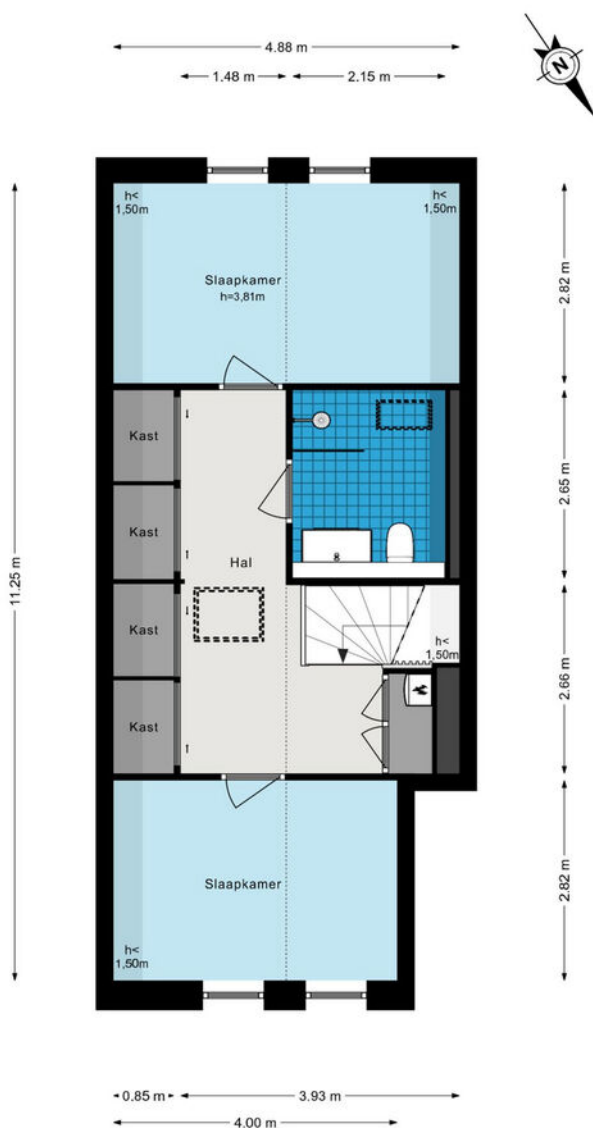 4.88 m
1.48 m
2.15 m
N
h<
1,50m
h<
1,50m
Slaapkamer
h=3,81m
2.82 m
Kast
Kast
Kast
Kast
Hal
2.65 m
11.25 m
h<
1,50m
2.66 m
Slaapkamer
h<
1,50m
2.82 m
0.85 m
3.93 m
4.00 m